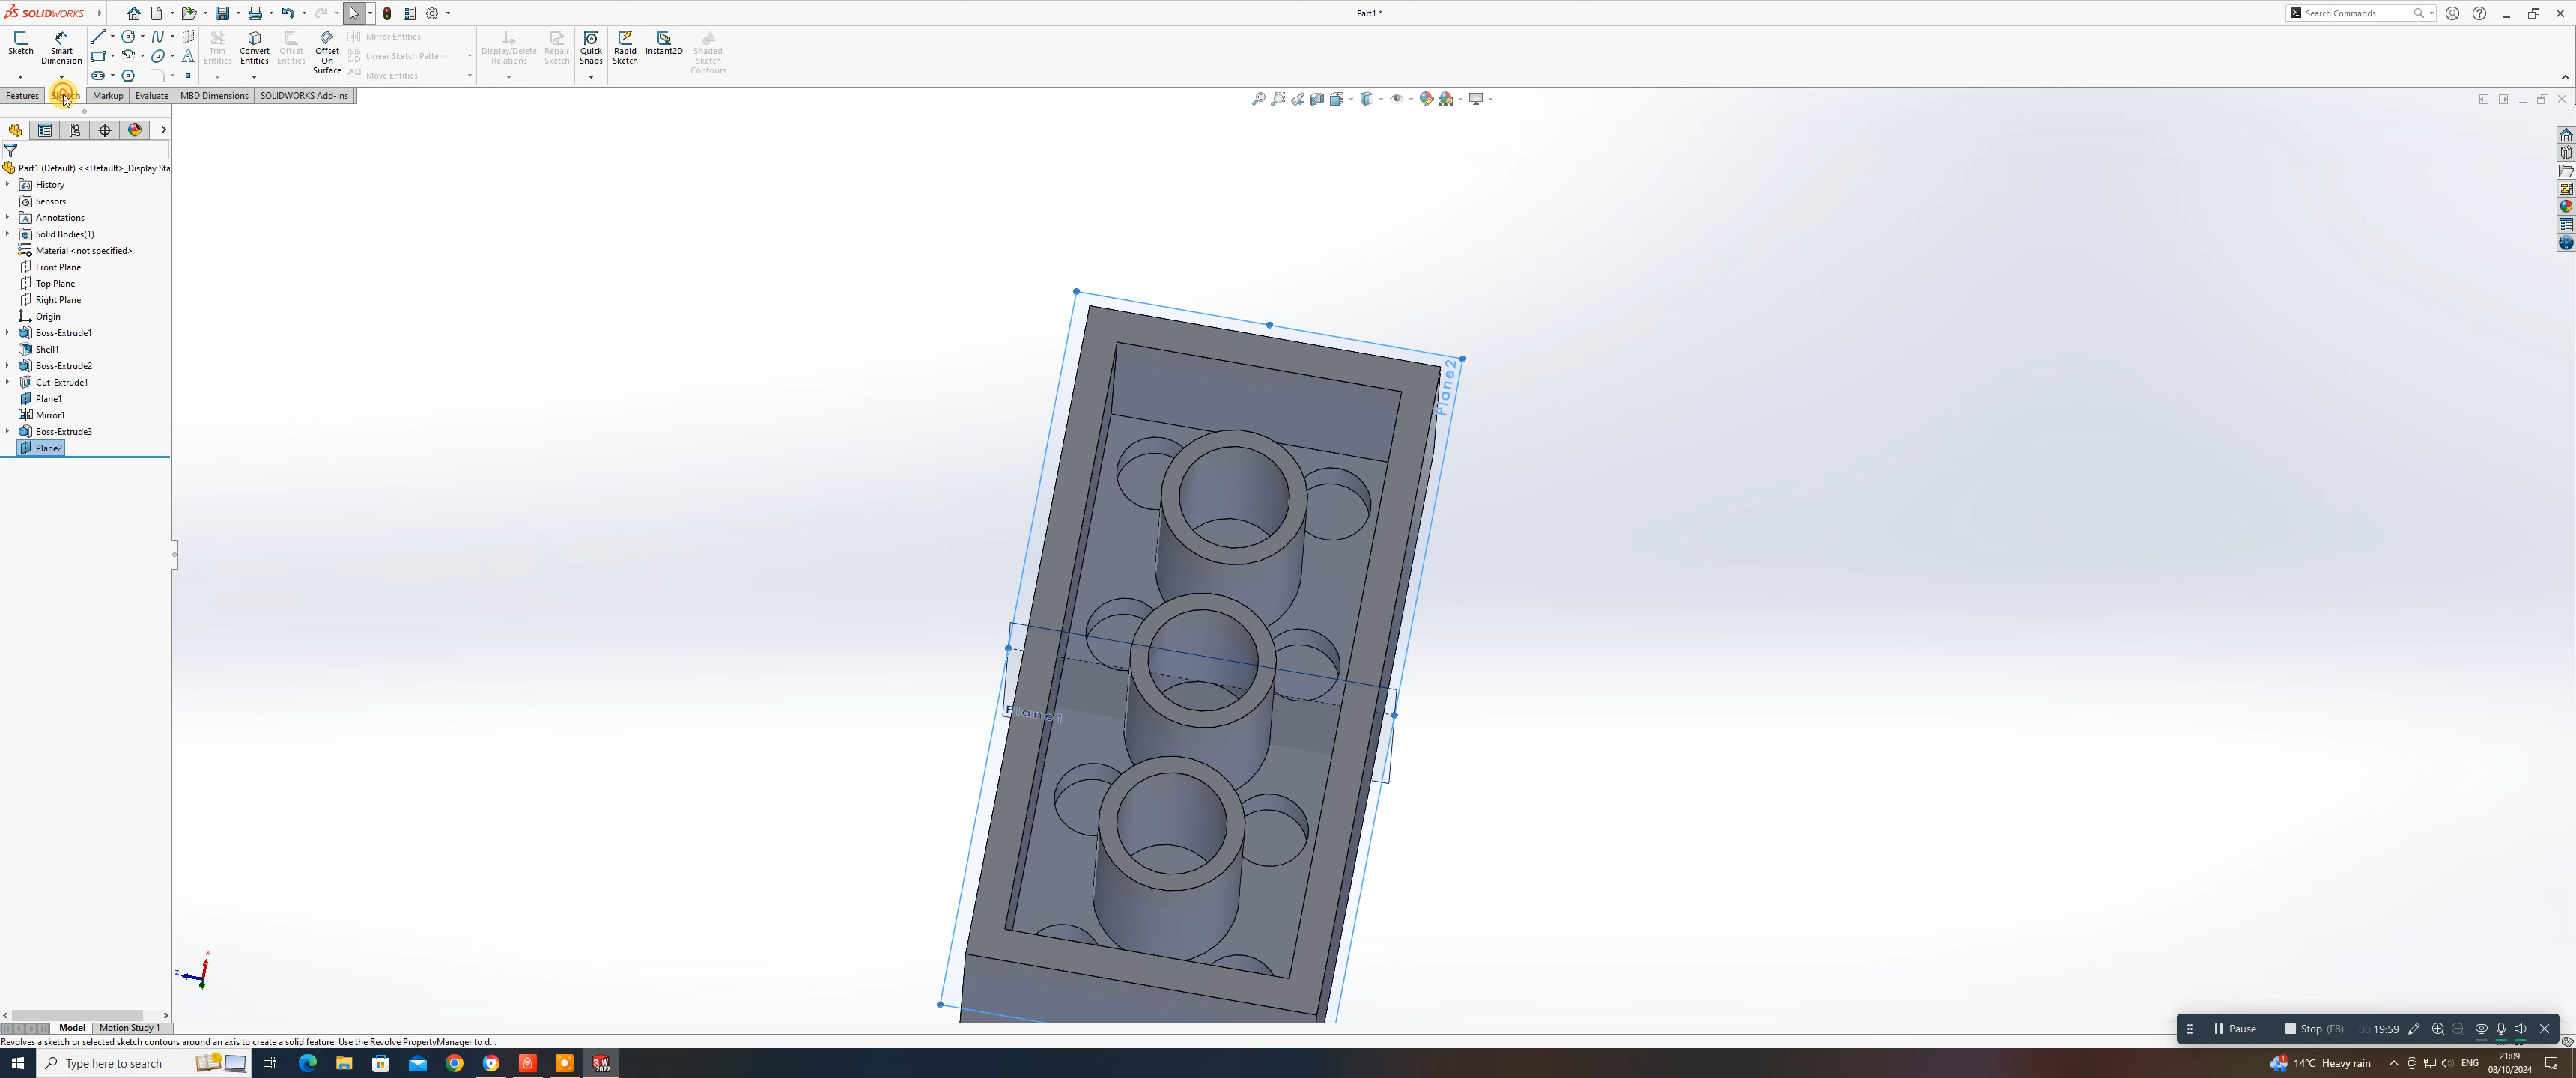 SOLIDWORKS
Part1 *
Search Commands
Sketch
Smart Dimension
Trim Entities
Convert Entities
Offset Entities
Offset On Surface
Mirror Entities
Linear Sketch Pattern
Move Entities
Display/Delete Relations
Repair Sketch
Quick Snaps
Rapid Sketch
Instant2D
Shaded Sketch Contours
Features
Sketch
Markup
Evaluate
MBD Dimensions
SOLIDWORKS Add-Ins
Part1 (Default) <<Default>_Display Sta
History
Sensors
Annotations
Solid Bodies(1)
Material <not specified>
Front Plane
Top Plane
Right Plane
Origin
Boss-Extrude1
Shell1
Boss-Extrude2
Cut-Extrude1
Plane1
Mirror1
Boss-Extrude3
Plane2
Plane2
Plane1
x
z
Model
Motion Study 1
Revolves a sketch or selected sketch contours around an axis to create a solid feature. Use the Revolve PropertyManager to d...
Pause
Stop (F8)
00:19:59
Type here to search
SW
2022
14°C Heavy rain
ENG
21:09
08/10/2024